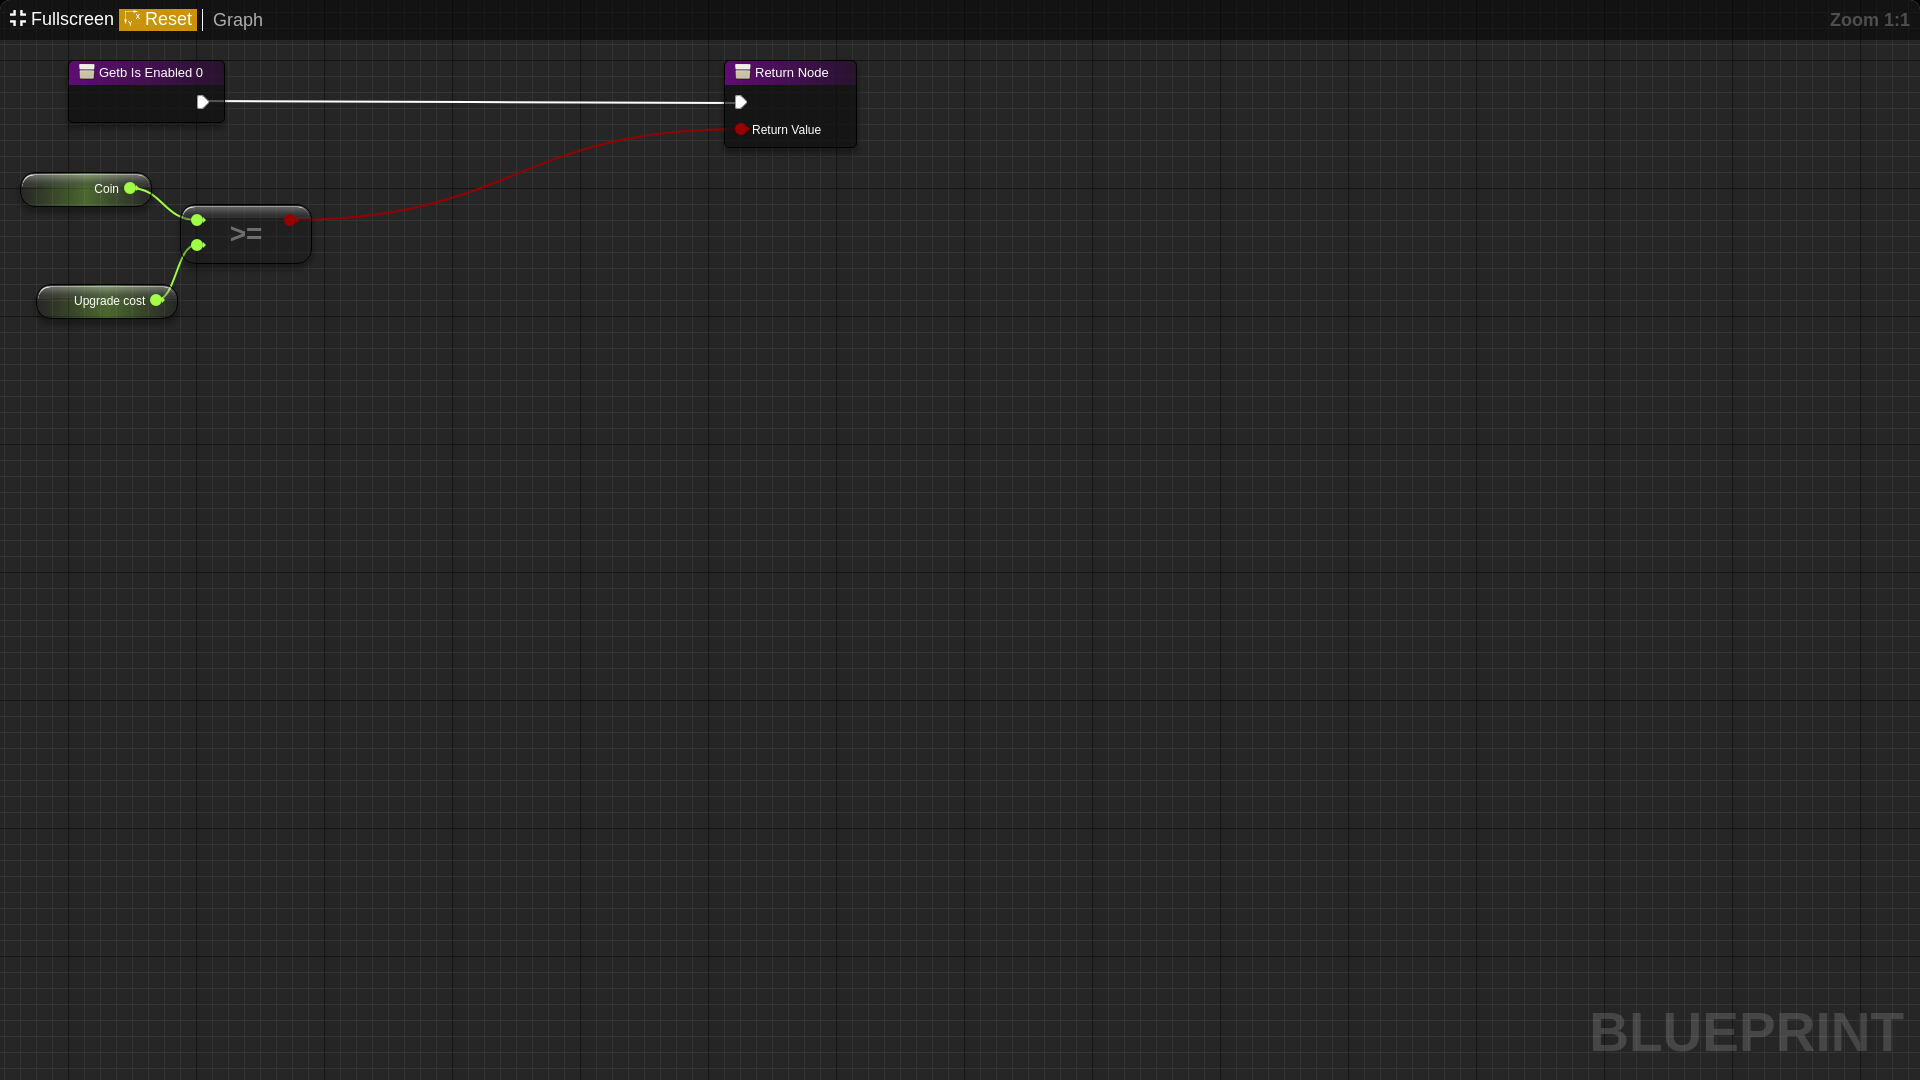 Fullscreen Reset Graph Zoom 1:1
Getb Is Enabled 0
Return Node
Return Value
Coin
>=
Upgrade cost
BLUEPRINT